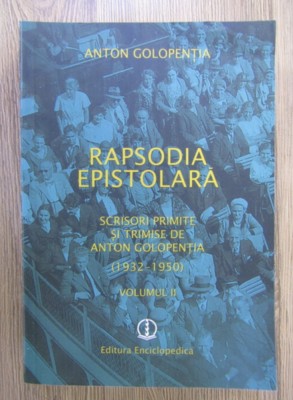 ANTON GOLOPENȚIA
RAPSODIA
EPISTOLARĂ
SCRISORI PRIMITE
ȘI TRIMISE DE
ANTON GOLOPENȚIA
(1932-1950)
VOLUMUL II
Editura Enciclopedică